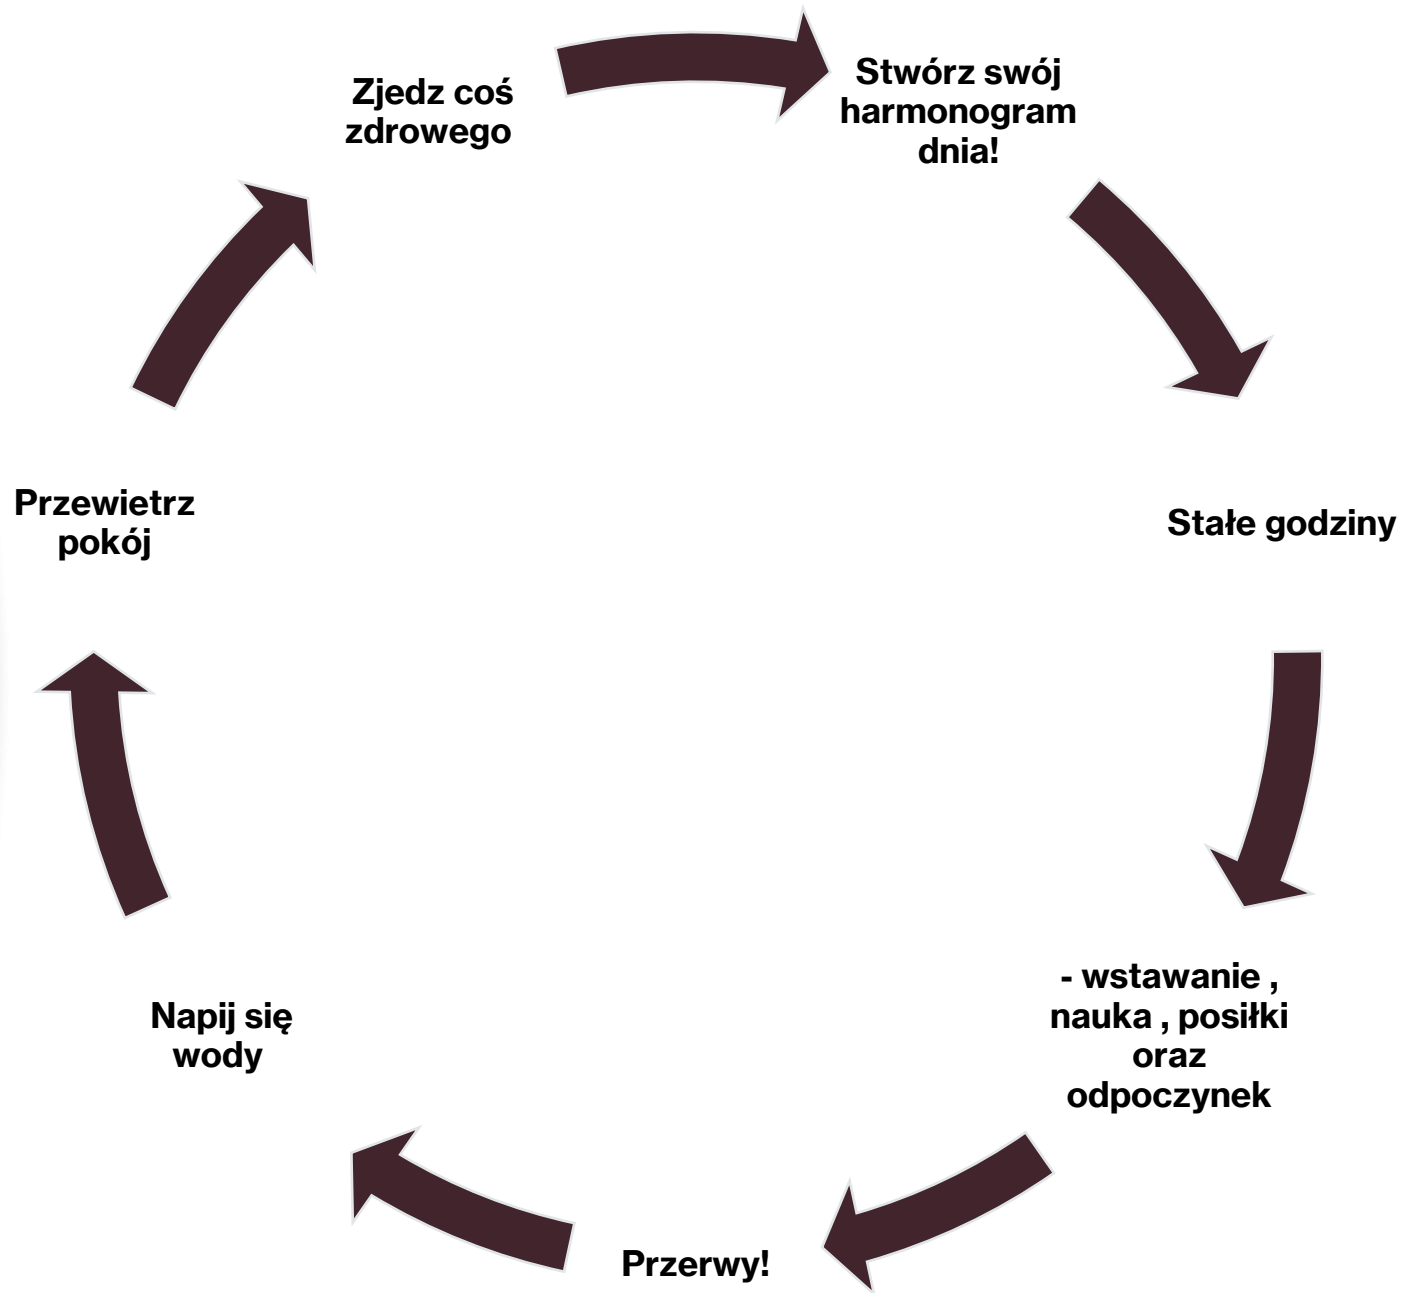 Zjedz coś
zdrowego
Stwórz swój
harmonogram
dnia!
Stałe godziny
- wstawanie ,
nauka , posiłki
oraz
odpoczynek
Przerwy!
Napij się
wody
Przewietrz
pokój